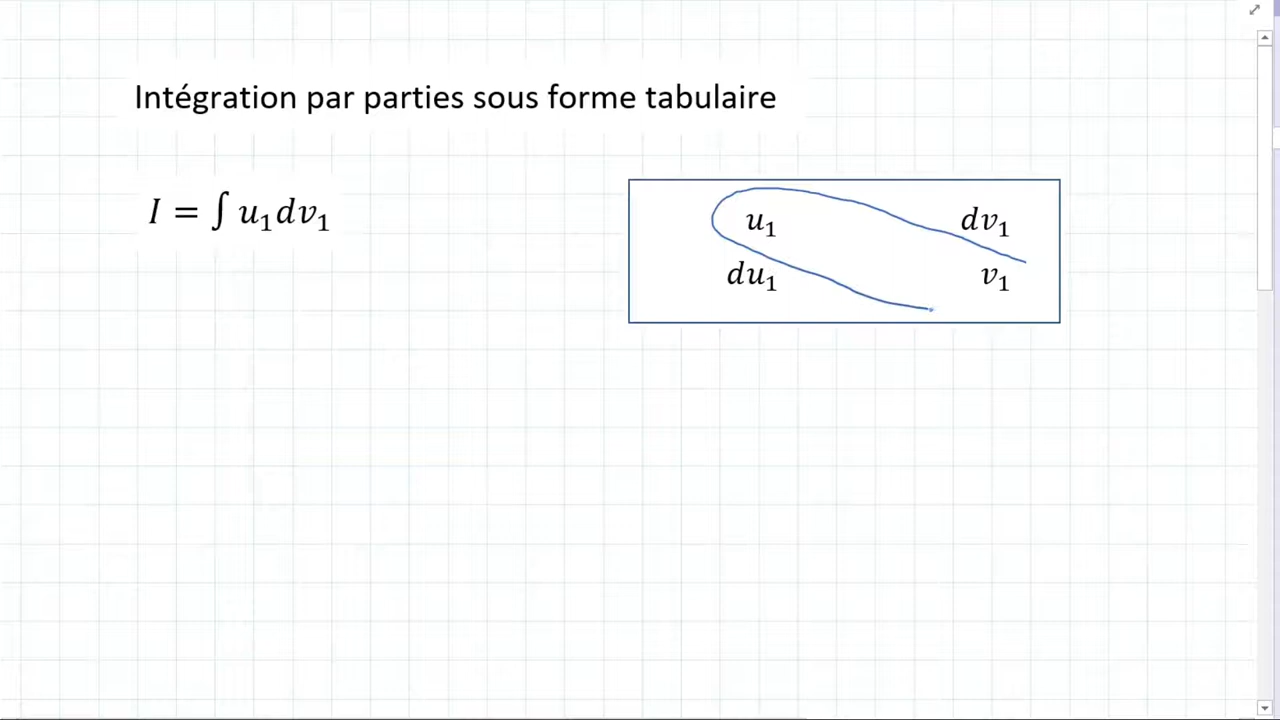 Intégration par parties sous forme tabulaire
I = ∫ u₁dv₁
u₁ dv₁
du₁ v₁